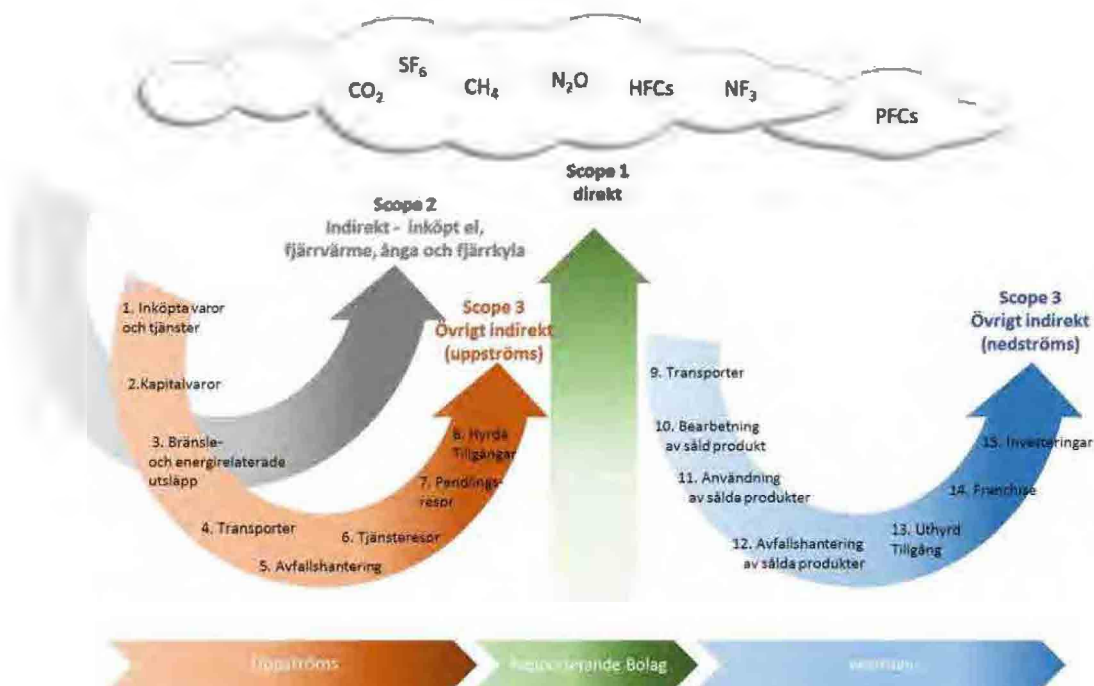 SF₆
CO₂
CH₄
N₂O
HFCs
NF₃
PFCs
Scope 1
direkt
Scope 2
Indirekt - inköpt el,
fjärrvärme, ånga och fjärrkyla
Scope 3
Övrigt indirekt
(uppströms)
1. Inköpta varor
och tjänster
2.Kapitalvaror
3. Bränsle-
och energirelaterade
utsläpp
4. Transporter
5. Avfallshantering
6. Tjänsteresor
7. Pendlings-
resor
8. Hyrda
Tillgångar
Scope 3
Övrigt indirekt
(nedströms)
9. Transporter
10. Bearbetning
av såld produkt
11. Användning
av sålda produkter
12. Avfallshantering
av sålda produkter
13. Uthyrd
Tillgång
14. Franchise
15. Investeringar
Uppströms
Rapporterande Bolag